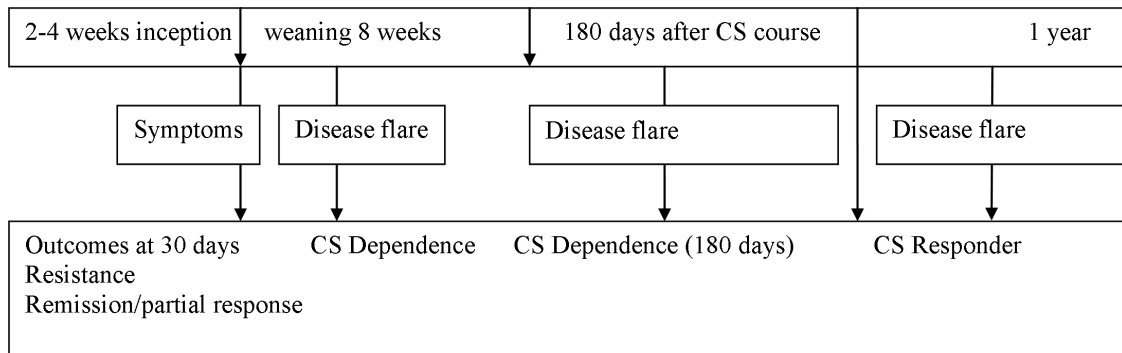 2-4 weeks inception weaning 8 weeks 180 days after CS course 1 year
Symptoms Disease flare Disease flare Disease flare
Outcomes at 30 days CS Dependence CS Dependence (180 days) CS Responder
Resistance
Remission/partial response